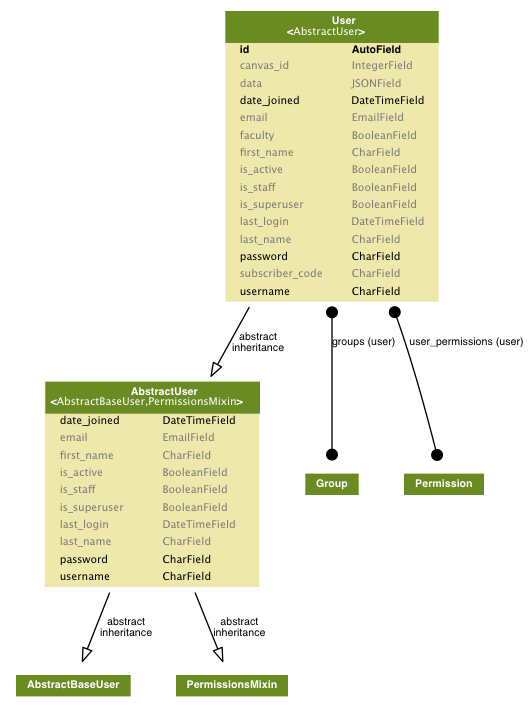 User
<AbstractUser>
id AutoField
canvas_id IntegerField
data JSONField
date_joined DateTimeField
email EmailField
faculty BooleanField
first_name CharField
is_active BooleanField
is_staff BooleanField
is_superuser BooleanField
last_login DateTimeField
last_name CharField
password CharField
subscriber_code CharField
username CharField
abstract
inheritance
groups (user)
user_permissions (user)
AbstractUser
<AbstractBaseUser,PermissionsMixin>
date_joined DateTimeField
email EmailField
first_name CharField
is_active BooleanField
is_staff BooleanField
is_superuser BooleanField
last_login DateTimeField
last_name CharField
password CharField
username CharField
Group
Permission
abstract
inheritance
abstract
inheritance
AbstractBaseUser
PermissionsMixin